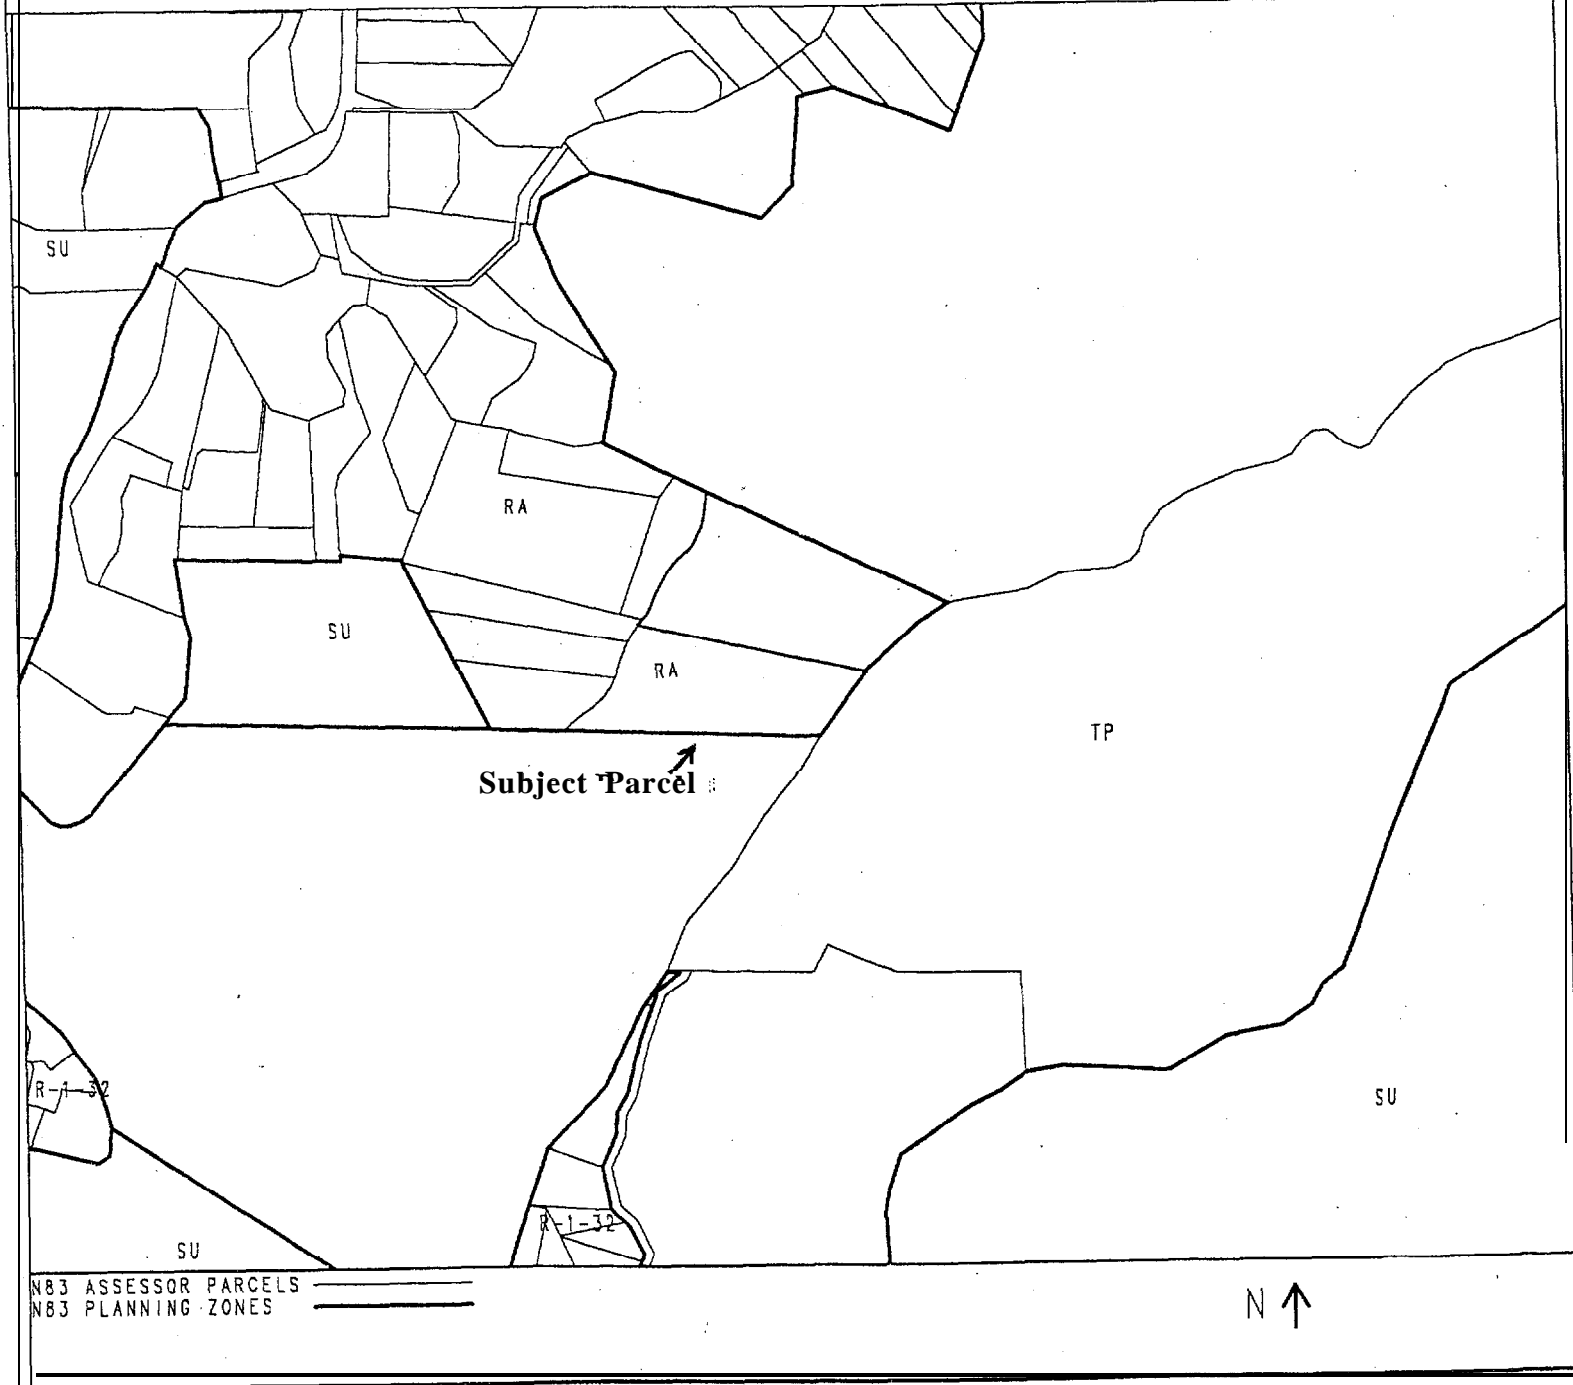 SU
RA
SU
RA
TP
Subject Parcel
R-1-32
SU
R-1-32
SU
N83 ASSESSOR PARCELS
N83 PLANNING ZONES
N